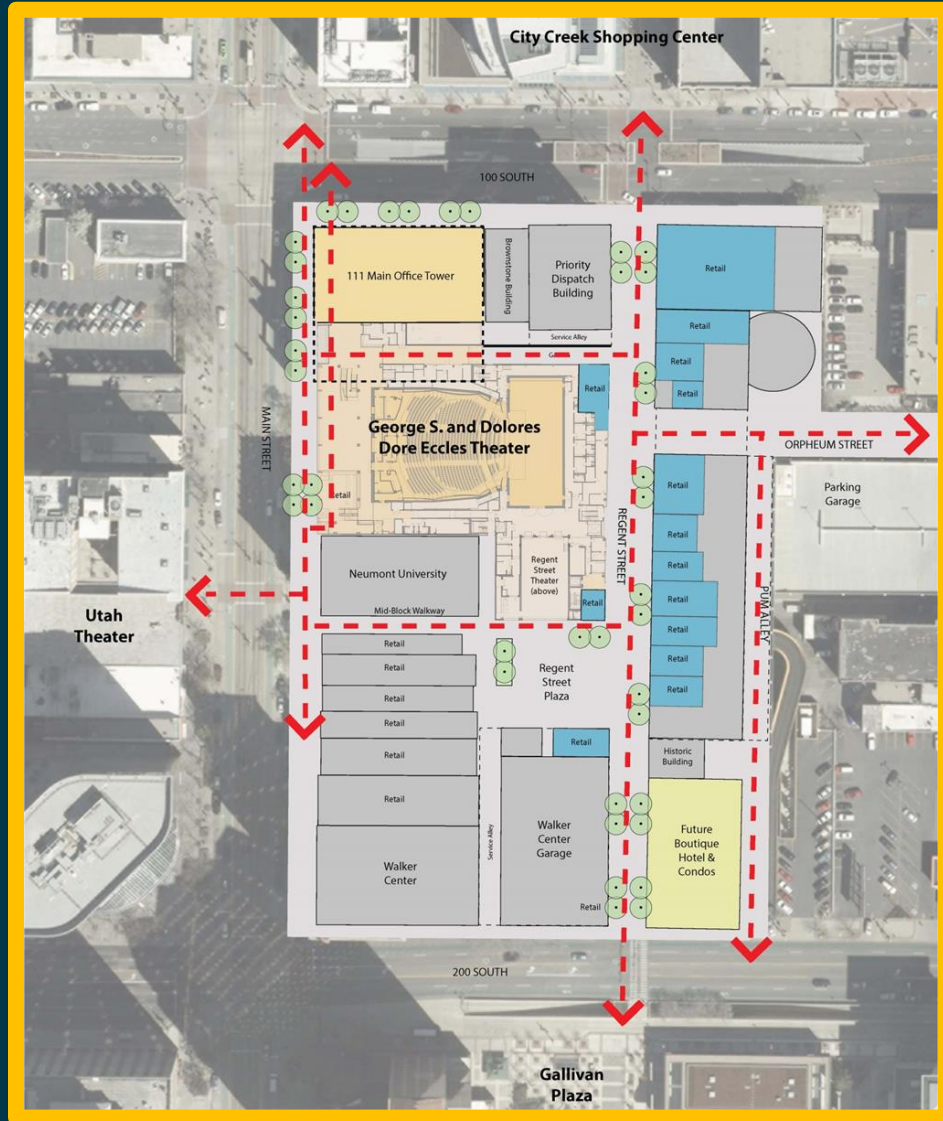 City Creek Shopping Center
100 SOUTH
111 Main Office Tower
Brownstone Building
Priority
Dispatch
Building
Retail
Service Alley
Retail
Retail
Retail
Retail
MAIN STREET
George S. and Dolores
Dore Eccles Theater
ORPHEUM STREET
Retail
Parking
Garage
REGENT STREET
Retail
Neumont University
Regent
Street
Theater
(above)
Retail
Retail
Retail
Mid-Block Walkway
PUM ALLEY
Utah
Theater
Retail
Retail
Retail
Retail
Retail
Retail
Retail
Regent
Street
Plaza
Retail
Retail
Retail
Retail
Historic
Building
Service Alley
Walker
Center
Walker
Center
Garage
Retail
Future
Boutique
Hotel &
Condos
200 SOUTH
Gallivan
Plaza